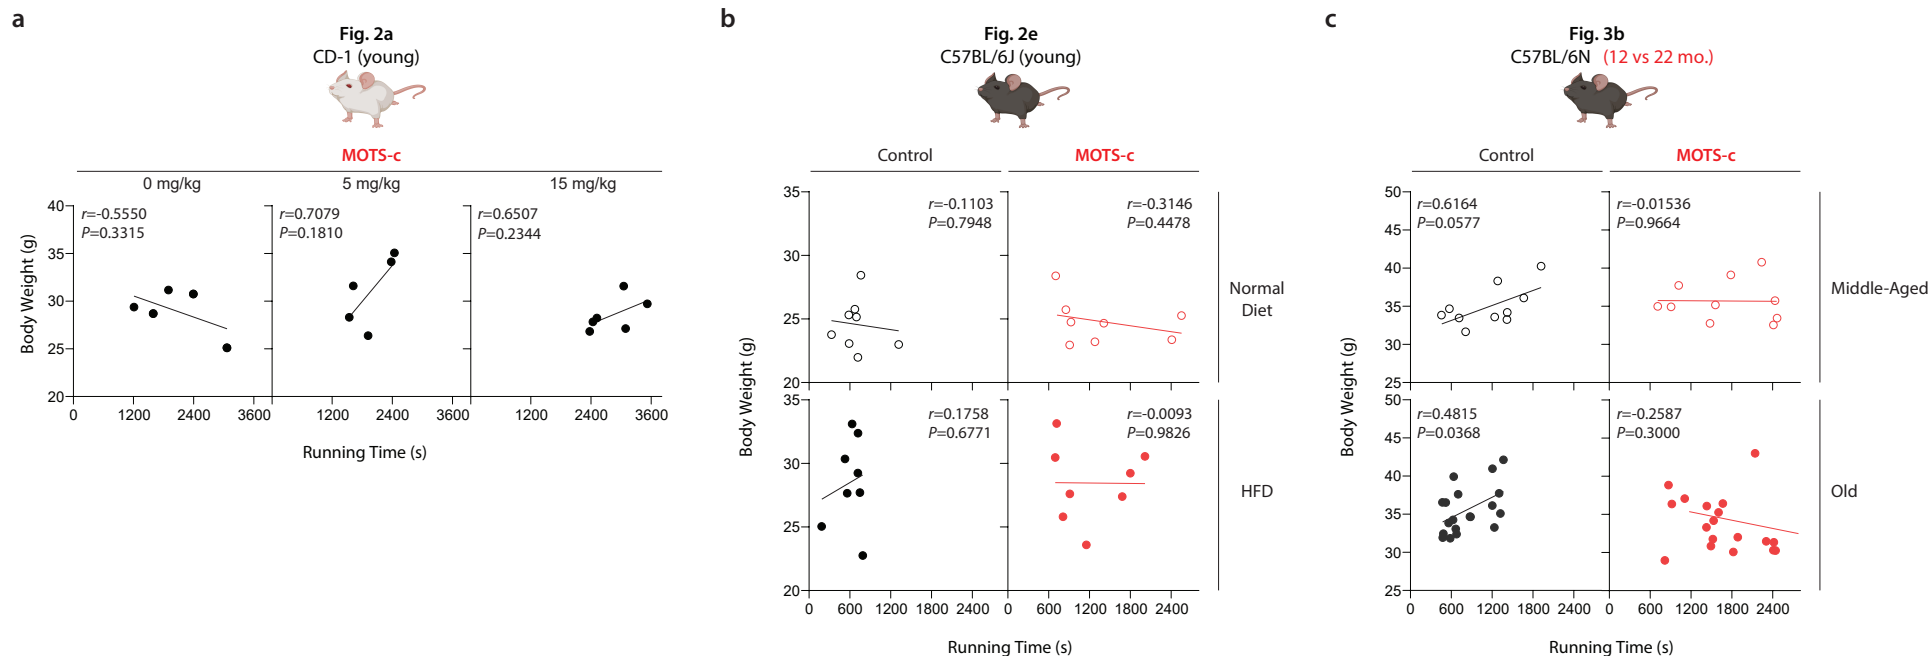 a
Fig. 2a
CD-1 (young)
MOTS-c
0 mg/kg
5 mg/kg
15 mg/kg
r=-0.5550
P=0.3315
r=0.7079
P=0.1810
r=0.6507
P=0.2344
Body Weight (g)
40
35
30
25
20
0 1200 2400 3600
1200 2400 3600
2400 3600
Running Time (s)
b
Fig. 2e
C57BL/6J (young)
Control
MOTS-c
r=-0.1103
P=0.7948
r=-0.3146
P=0.4478
Normal
Diet
35
30
25
20
r=0.1758
P=0.6771
r=-0.0093
P=0.9826
HFD
Body Weight (g)
35
30
25
20
0 600 1200 1800 2400
0 600 1200 1800 2400
Running Time (s)
c
Fig. 3b
C57BL/6N (12 vs 22 mo.)
Control
MOTS-c
r=0.6164
P=0.0577
r=-0.01536
P=0.9664
Middle-Aged
50
45
40
35
30
25
r=0.4815
P=0.0368
r=-0.2587
P=0.3000
Old
Body Weight (g)
50
45
40
35
30
25
0 600 1200 1800 2400
0 600 1200 1800 2400
Running Time (s)